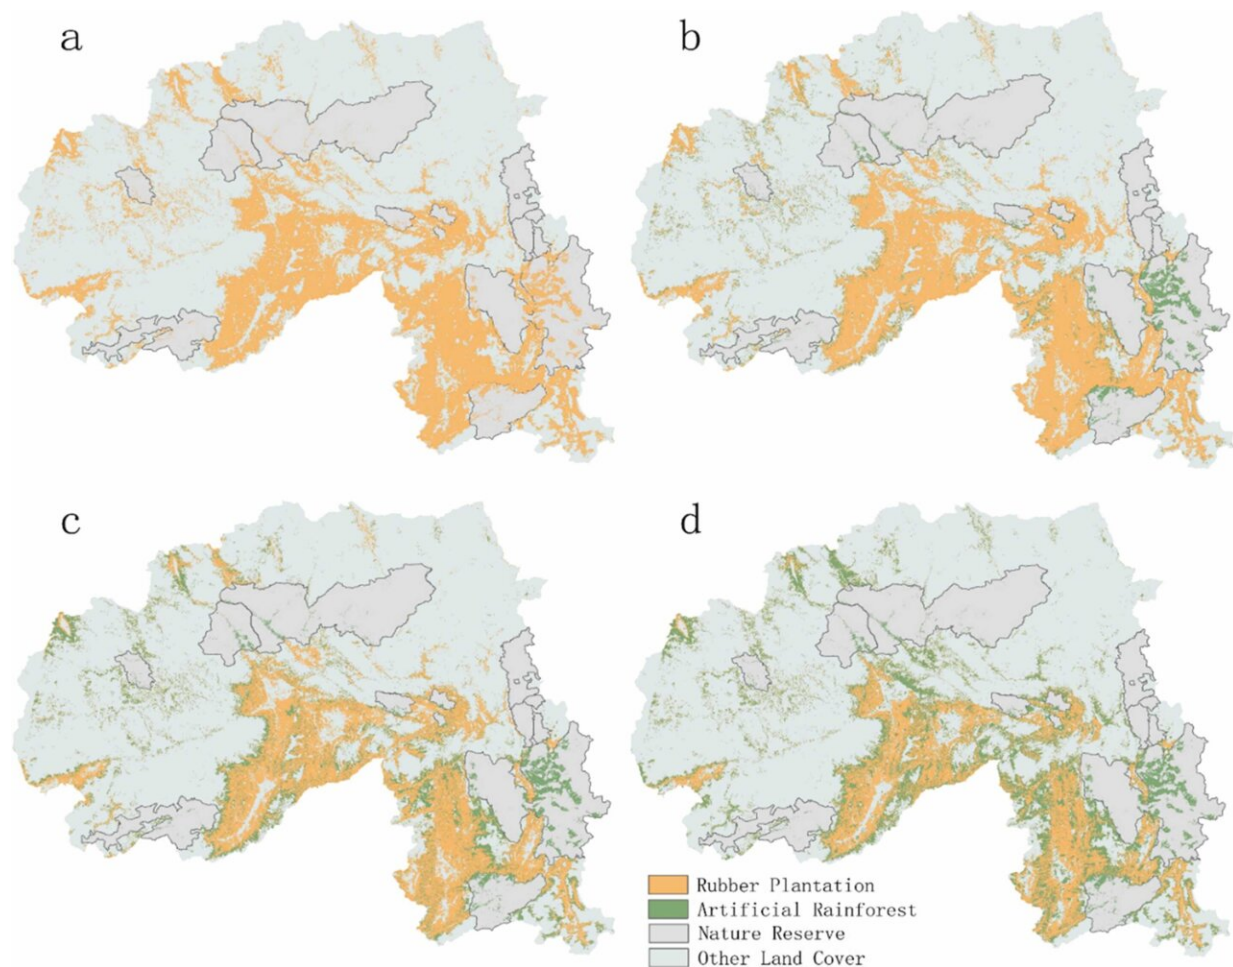 a
b
c
d
Rubber Plantation
Artificial Rainforest
Nature Reserve
Other Land Cover